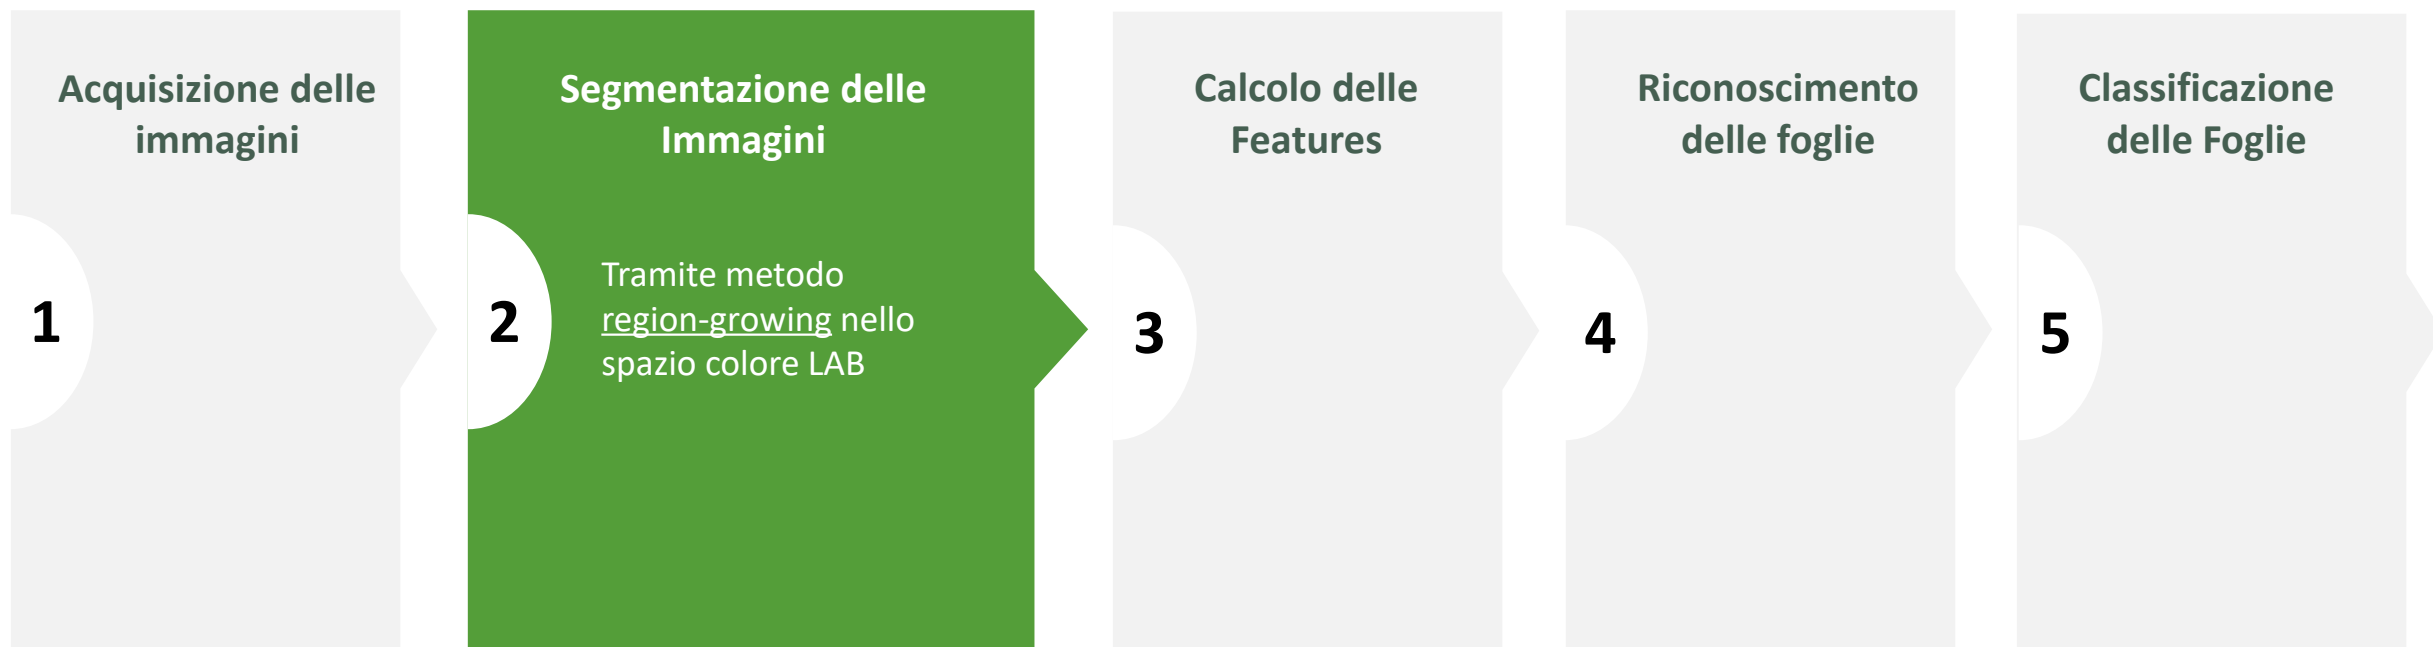 Acquisizione delle
immagini
1
Segmentazione delle
Immagini
2
Tramite metodo
region-growing nello
spazio colore LAB
Calcolo delle
Features
3
Riconoscimento
delle foglie
4
Classificazione
delle Foglie
5